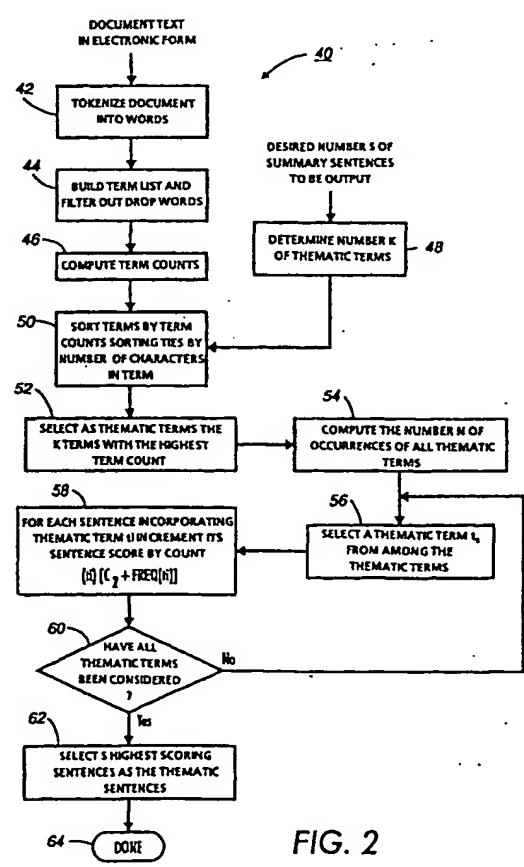 DOCUMENT TEXT
IN ELECTRONIC FORM
40
42
TOKENIZE DOCUMENT
INTO WORDS
44
BUILD TERM LIST AND
FILTER OUT DROP WORDS
46
COMPUTE TERM COUNTS
DESIRED NUMBER S OF
SUMMARY SENTENCES
TO BE OUTPUT
DETERMINE NUMBER K
OF THEMATIC TERMS
48
50
SORT TERMS BY TERM
COUNTS SORTING TIES BY
NUMBER OF CHARACTERS
IN TERM
52
SELECT AS THEMATIC TERMS THE
K TERMS WITH THE HIGHEST
TERM COUNT
54
COMPUTE THE NUMBER N OF
OCCURRENCES OF ALL THEMATIC
TERMS
56
SELECT A THEMATIC TERM ts
FROM AMONG THE
THEMATIC TERMS
58
FOR EACH SENTENCE INCORPORATING
THEMATIC TERM ti INCREMENT ITS
SENTENCE SCORE BY COUNT
[ti] [C2 + FREQ[ti]]
60
HAVE ALL
THEMATIC TERMS
BEEN CONSIDERED
?
No
Yes
62
SELECT S HIGHEST SCORING
SENTENCES AS THE THEMATIC
SENTENCES
64
DONE
FIG. 2